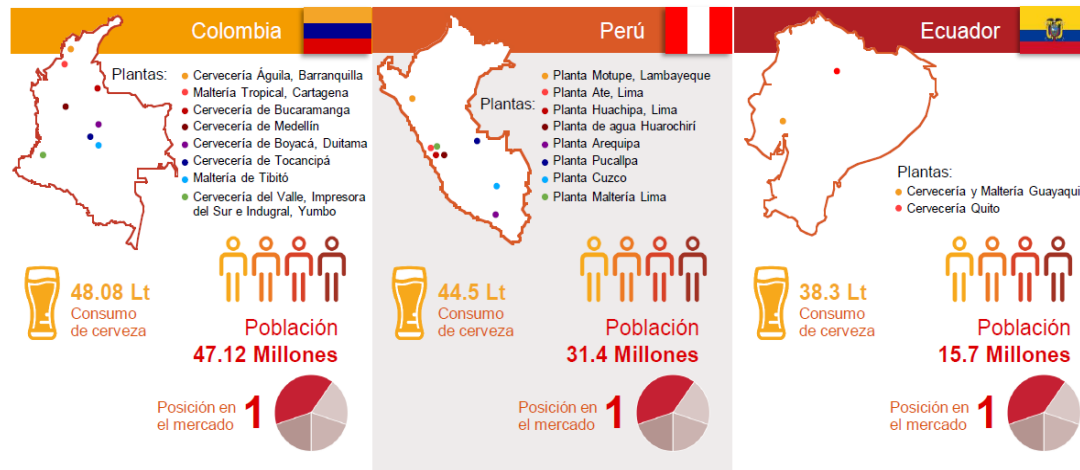 Colombia
Plantas:
Cervecería Águila, Barranquilla
Maltería Tropical, Cartagena
Cervecería de Bucaramanga
Cervecería de Medellín
Cervecería de Boyacá, Duitama
Cervecería de Tocancipá
Maltería de Tibitó
Cervecería del Valle, Impresora
del Sur e Indugral, Yumbo
48.08 Lt
Consumo
de cerveza
Población
47.12 Millones
Posición en
el mercado
1
Perú
Plantas:
Planta Motupe, Lambayeque
Planta Ate, Lima
Planta Huachipa, Lima
Planta de agua Huarochirí
Planta Arequipa
Planta Pucallpa
Planta Cuzco
Planta Maltería Lima
44.5 Lt
Consumo
de cerveza
Población
31.4 Millones
Posición en
el mercado
1
Ecuador
Plantas:
Cervecería y Maltería Guayaqui
Cervecería Quito
38.3 Lt
Consumo
de cerveza
Población
15.7 Millones
Posición en
el mercado
1